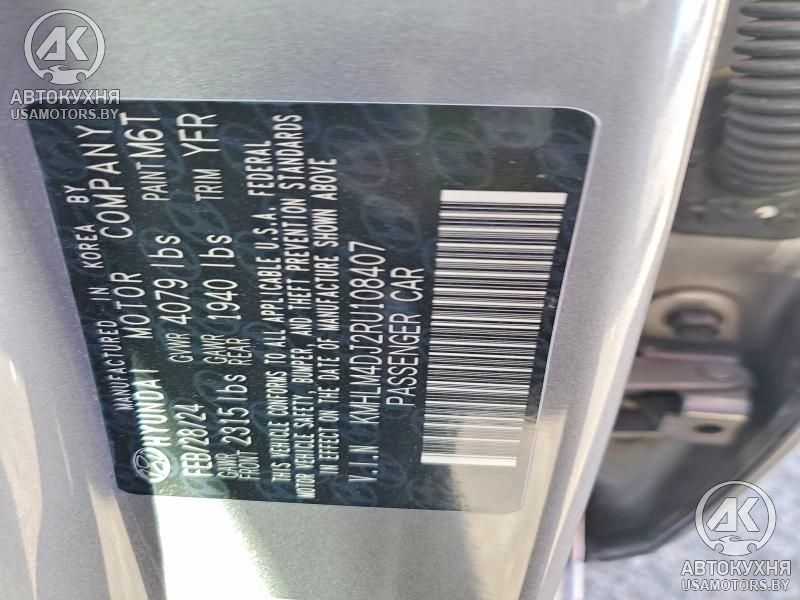 MANUFACTURED IN KOREA BY
HYUNDAI MOTOR COMPANY
FEB/28/24 GVWR 4079 lbs PAINT M6T
GAWR FRONT 2315 lbs GAWR REAR 1940 lbs TRIM YFR
THIS VEHICLE CONFORMS TO ALL APPLICABLE U.S.A. FEDERAL
MOTOR VEHICLE SAFETY, BUMPER, AND THEFT PREVENTION STANDARDS
IN EFFECT ON THE DATE OF MANUFACTURE SHOWN ABOVE
V.I.N KMHLM4DJ2RU108407
PASSENGER CAR
АК
АВТОКУХНЯ
USAMOTORS.BY
АК
АВТОКУХНЯ
USAMOTORS.BY